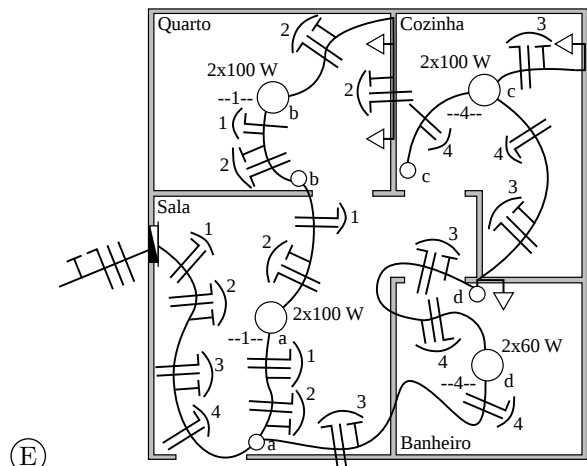 Quarto
Cozinha
2
3
2x100 W
2x100 W
--1--
b
2
c
--4--
1
4
4
2
b
c
Sala
1
1
3
3
2
2
d
2x100 W
--1--
a
2x60 W
4
--4--
d
1
3
2
3
4
4
a
Banheiro
E